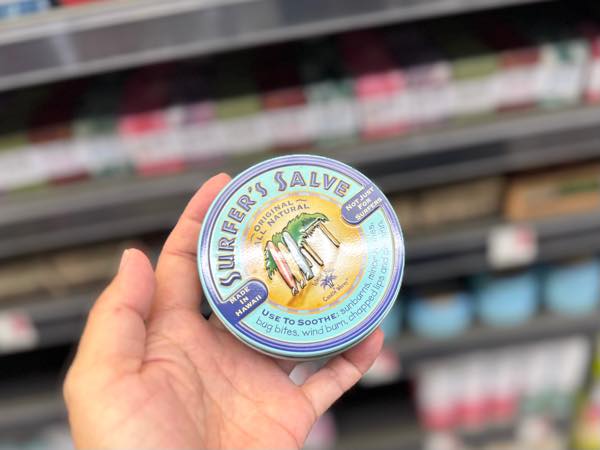 SURFER'S SALVE
NOT JUST
FOR
SURFERS
ORIGINAL
ALL NATURAL
MADE
IN
HAWAII
USE TO SOOTHE: sunburns, minor
bug bites, wind burn, chapped lips and